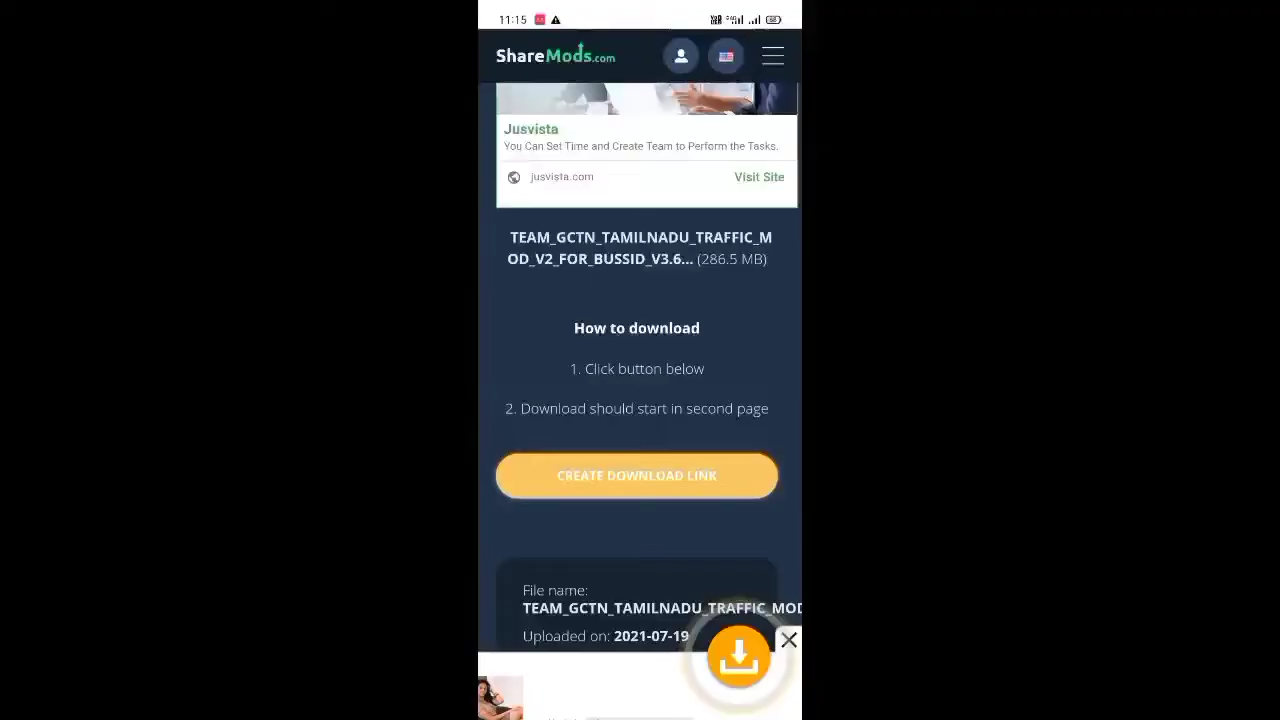 11:15
ShareMods.com
Jusvista
You Can Set Time and Create Team to Perform the Tasks.
jusvista.com
Visit Site
TEAM_GCTN_TAMILNADU_TRAFFIC_M
OD_V2_FOR_BUSSID_V3.6... (286.5 MB)
How to download
1. Click button below
2. Download should start in second page
CREATE DOWNLOAD LINK
File name:
TEAM_GCTN_TAMILNADU_TRAFFIC_MOD
Uploaded on: 2021-07-19